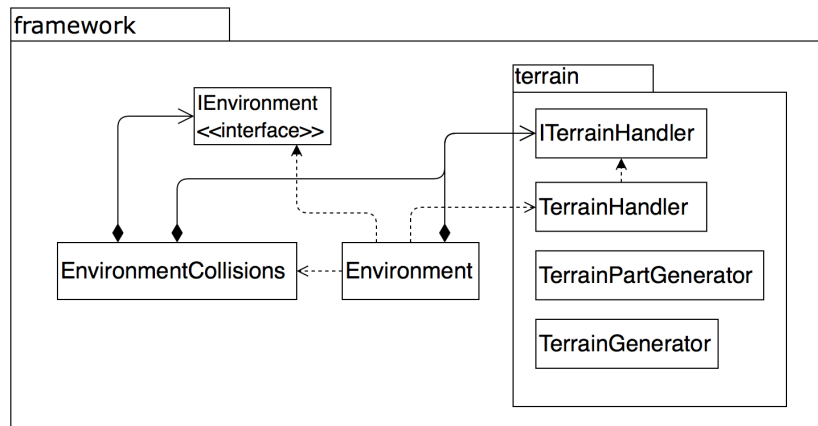 framework
IEnvironment
<<interface>>
terrain
ITerrainHandler
TerrainHandler
EnvironmentCollisions
Environment
TerrainPartGenerator
TerrainGenerator